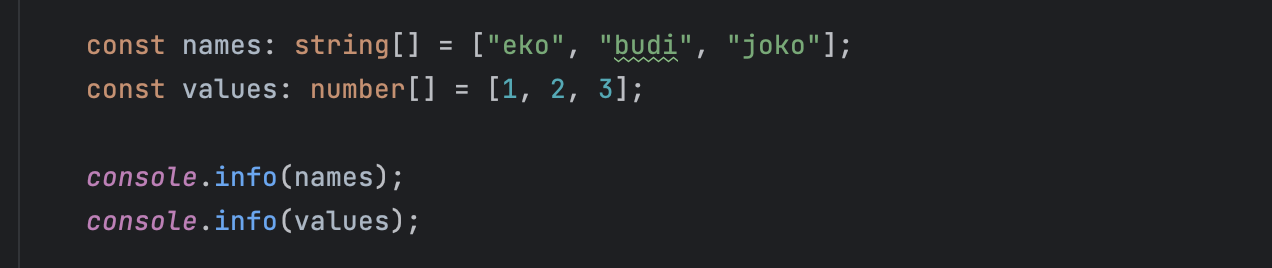 const names: string[] = ["eko", "budi", "joko"];
const values: number[] = [1, 2, 3];
console.info(names);
console.info(values);